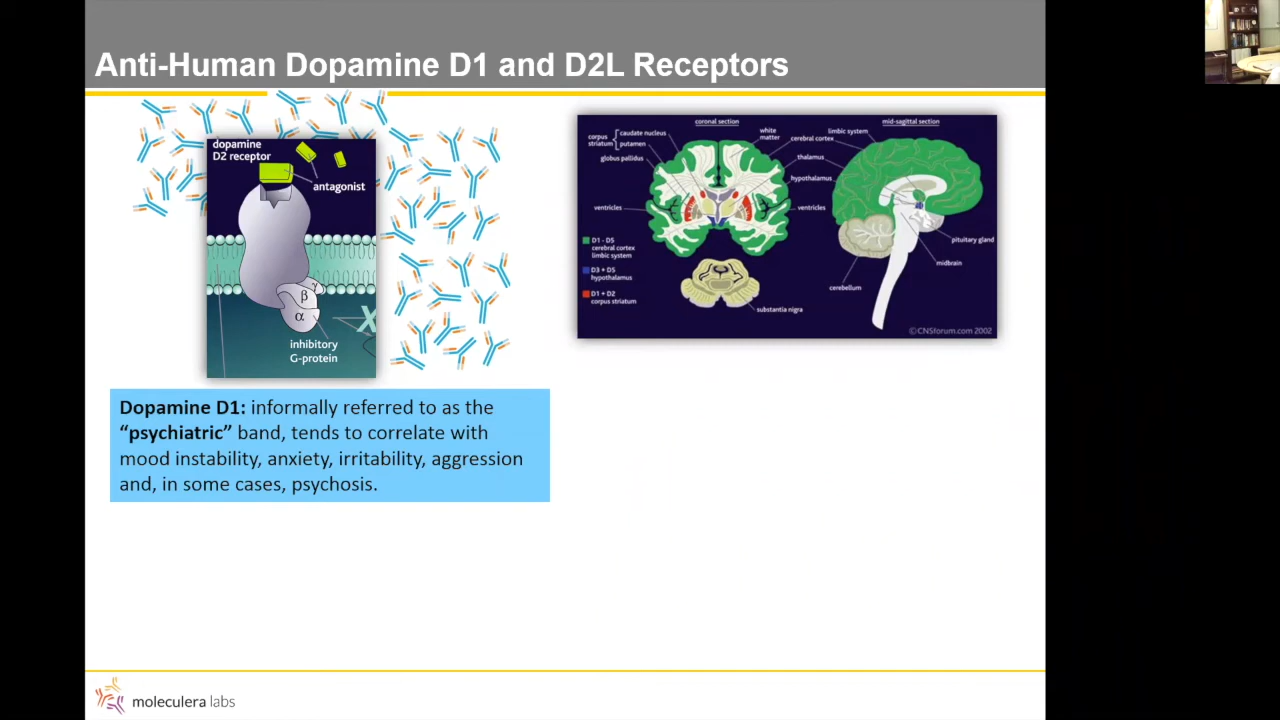 Anti-Human Dopamine D1 and D2L Receptors
dopamine
D2 receptor
antagonist
γ
β
α
X
inhibitory
G-protein
coronal section
mid-sagittal section
corpus
striatum
caudate nucleus
putamen
globus pallidus
white
matter
limbic system
cerebral cortex
thalamus
hypothalamus
ventricles
ventricles
D1 - D5
cerebral cortex
limbic system
D3 + D5
hypothalamus
D1 + D2
corpus striatum
substantia nigra
pituitary gland
midbrain
cerebellum
©CNSforum.com 2002
Dopamine D1: informally referred to as the
“psychiatric” band, tends to correlate with
mood instability, anxiety, irritability, aggression
and, in some cases, psychosis.
moleculera labs